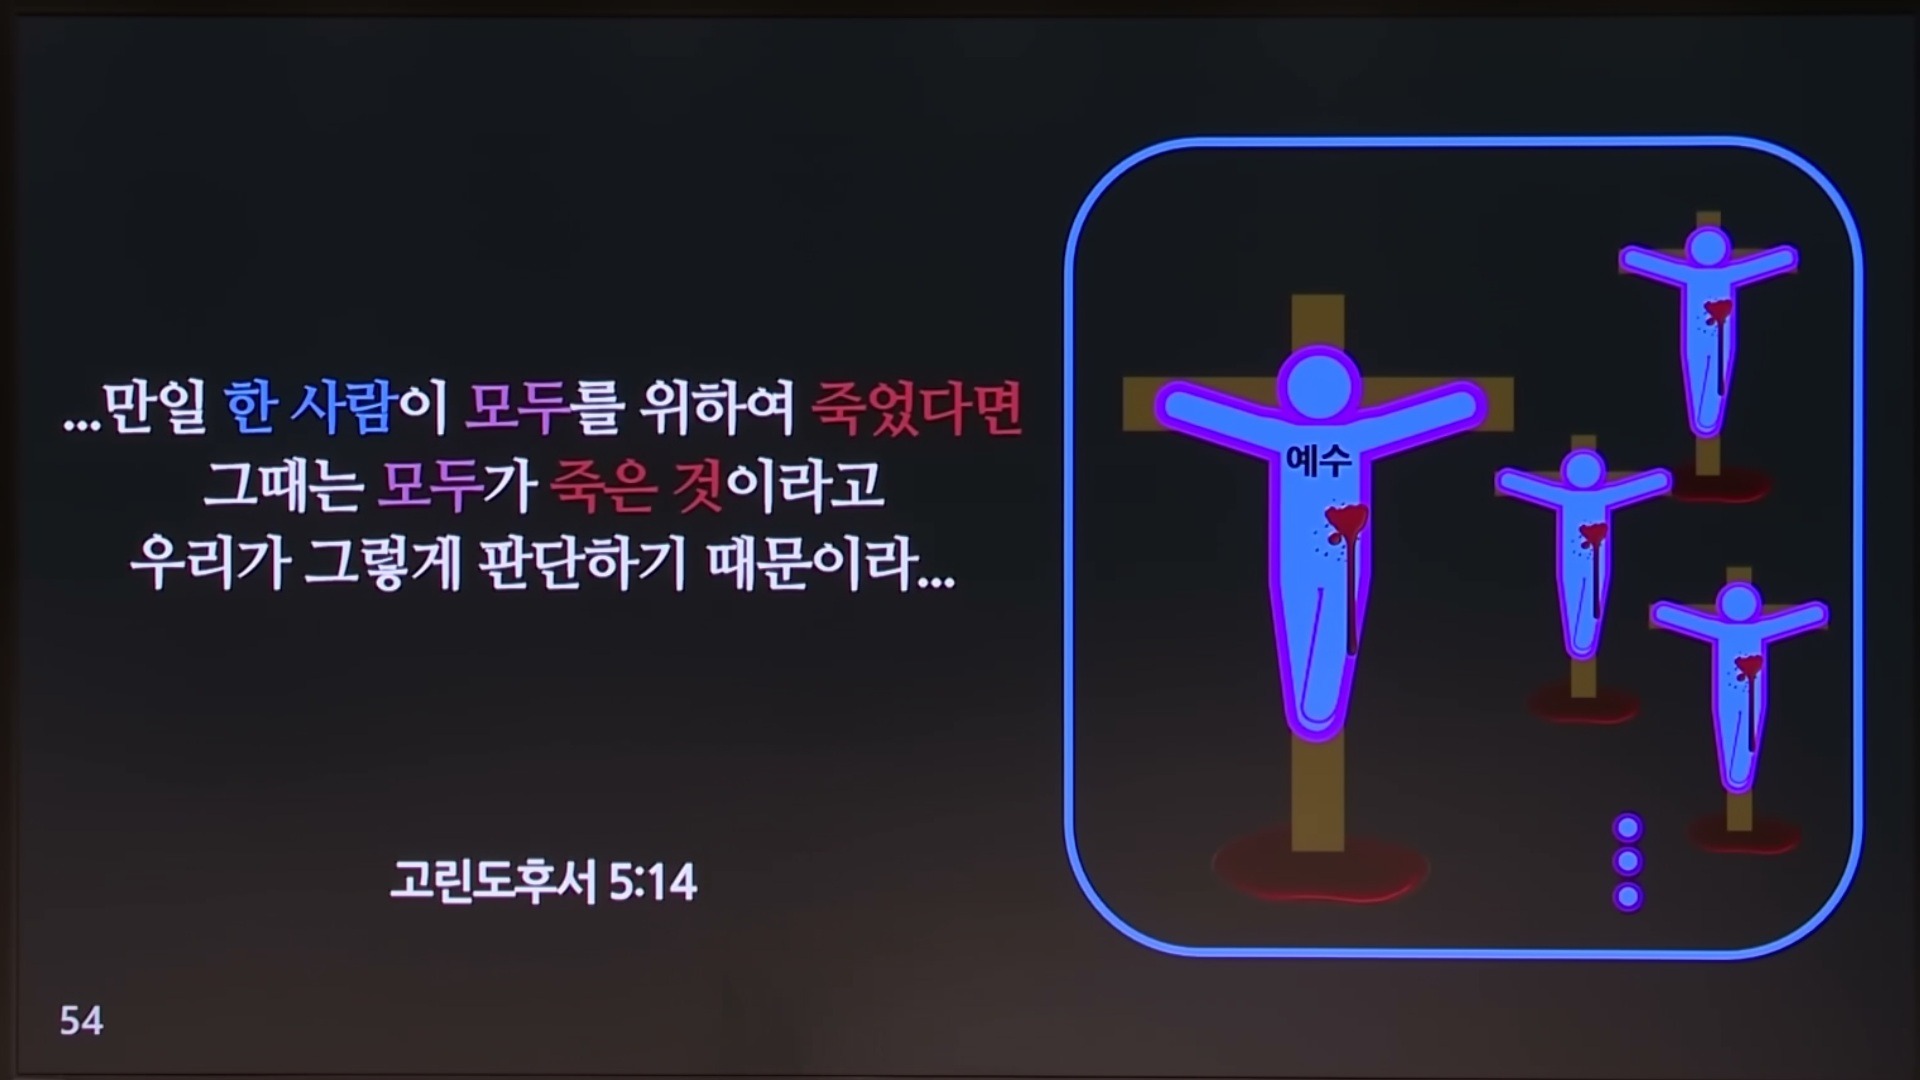 ...만일 한 사람이 모두를 위하여 죽었다면
그때는 모두가 죽은 것이라고
우리가 그렇게 판단하기 때문이라...
고린도후서 5:14
예수
54